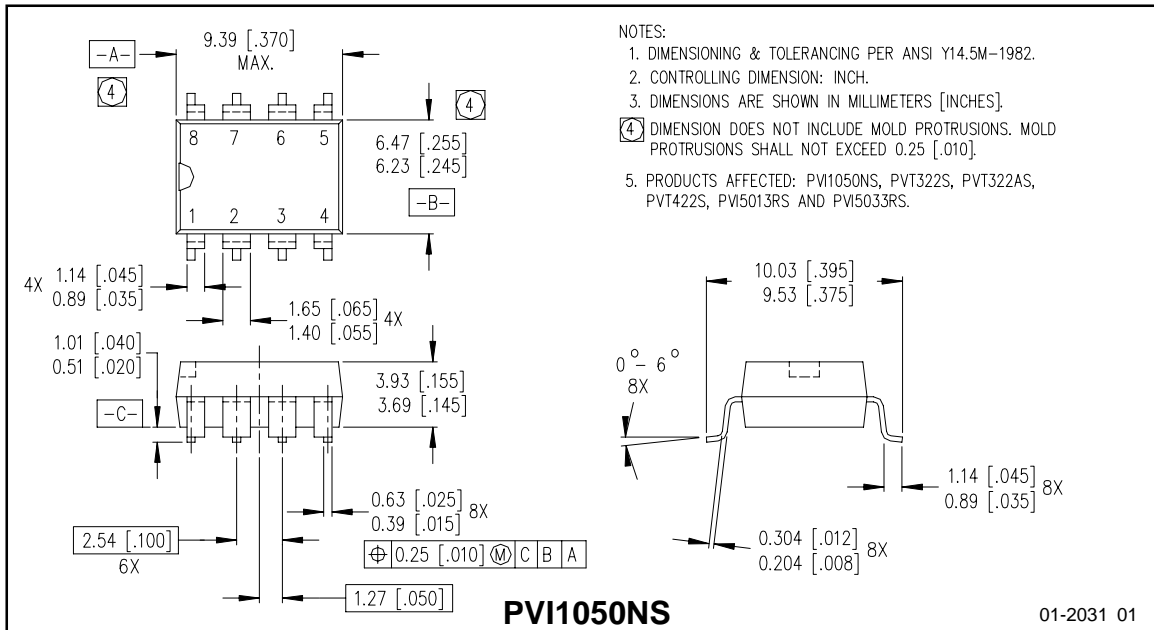 -A-
9.39 [.370]
MAX.
4
4
8 7 6 5
1 2 3 4
6.47 [.255]
6.23 [.245]
-B-
4X 1.14 [.045]
0.89 [.035]
1.65 [.065] 4X
1.40 [.055]
1.01 [.040]
0.51 [.020]
-C-
3.93 [.155]
3.69 [.145]
0.63 [.025] 8X
0.39 [.015]
⌖ 0.25 [.010] Ⓜ C B A
2.54 [.100]
6X
1.27 [.050]
NOTES:
1. DIMENSIONING & TOLERANCING PER ANSI Y14.5M-1982.
2. CONTROLLING DIMENSION: INCH.
3. DIMENSIONS ARE SHOWN IN MILLIMETERS [INCHES].
4 DIMENSION DOES NOT INCLUDE MOLD PROTRUSIONS. MOLD
PROTRUSIONS SHALL NOT EXCEED 0.25 [.010].
5. PRODUCTS AFFECTED: PVI1050NS, PVT322S, PVT322AS,
PVT422S, PVI5013RS AND PVI5033RS.
10.03 [.395]
9.53 [.375]
0° - 6°
8X
1.14 [.045] 8X
0.89 [.035]
0.304 [.012] 8X
0.204 [.008]
PVI1050NS
01-2031 01